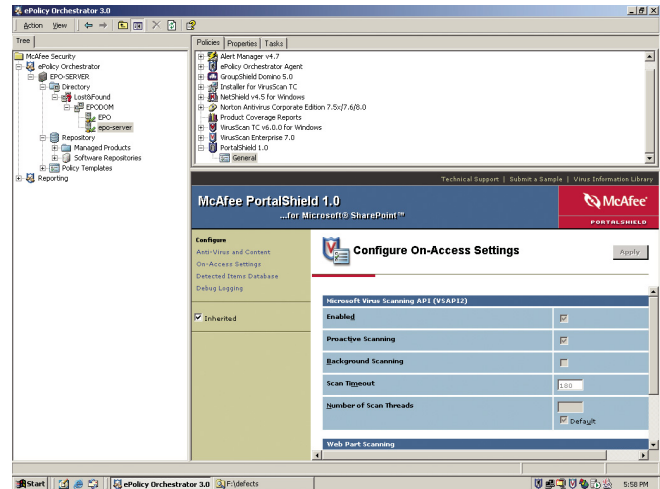 ePolicy Orchestrator 3.0
Action View
Tree
McAfee Security
ePolicy Orchestrator
EPO-SERVER
Directory
Lost&Found
EPODOM
EPO
epo-server
Repository
Managed Products
Software Repositories
Policy Templates
Reporting
Policies Properties Tasks
Alert Manager v4.7
ePolicy Orchestrator Agent
GroupShield Domino 5.0
Installer for VirusScan TC
NetShield v4.5 for Windows
Norton Antivirus Corporate Edition 7.5x/7.6/8.0
Product Coverage Reports
VirusScan TC v6.0.0 for Windows
VirusScan Enterprise 7.0
PortalShield 1.0
General
Technical Support | Submit a Sample | Virus Information Library
McAfee PortalShield 1.0
...for Microsoft® SharePoint™
McAfee
PORTALSHIELD
Configure
Anti-Virus and Content
On-Access Settings
Detected Items Database
Debug Logging
Inherited
Configure On-Access Settings
Apply
Microsoft Virus Scanning API (VSAPI2)
Enabled
Proactive Scanning
Background Scanning
Scan Timeout
180
Number of Scan Threads
Default
Web Part Scanning
Start
ePolicy Orchestrator 3.0
F:\defects
5:58 PM